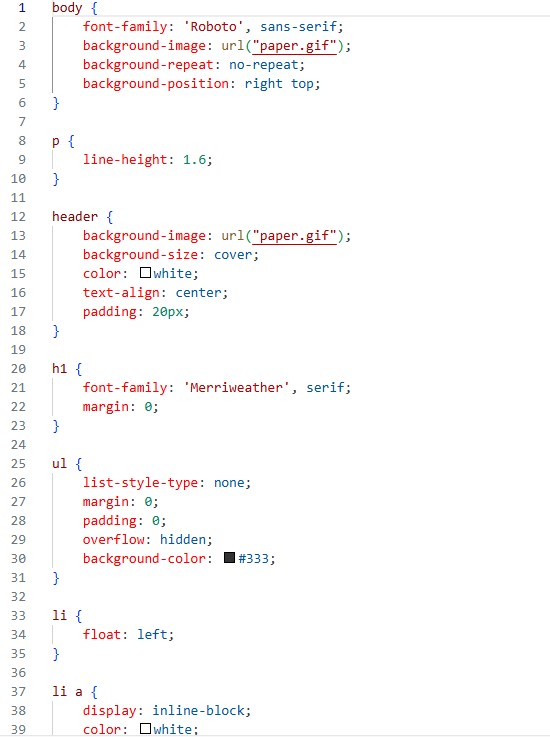 1 body {
2 font-family: 'Roboto', sans-serif;
3 background-image: url("paper.gif");
4 background-repeat: no-repeat;
5 background-position: right top;
6 }
7
8 p {
9 line-height: 1.6;
10 }
11
12 header {
13 background-image: url("paper.gif");
14 background-size: cover;
15 color: white;
16 text-align: center;
17 padding: 20px;
18 }
19
20 h1 {
21 font-family: 'Merriweather', serif;
22 margin: 0;
23 }
24
25 ul {
26 list-style-type: none;
27 margin: 0;
28 padding: 0;
29 overflow: hidden;
30 background-color: #333;
31 }
32
33 li {
34 float: left;
35 }
36
37 li a {
38 display: inline-block;
39 color: white;